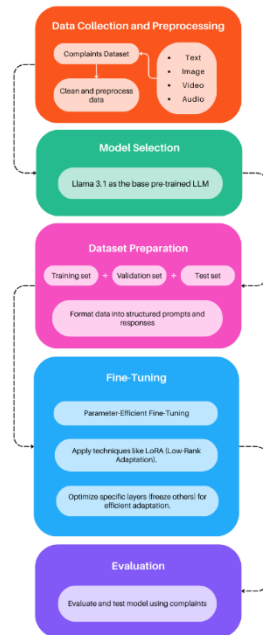 Data Collection and Preprocessing
Complaints Dataset
Clean and preprocess
data
• Text
• Image
• Video
• Audio
Model Selection
Llama 3.1 as the base pre-trained LLM
Dataset Preparation
Training set + Validation set + Test set
Format data into structured prompts and
responses
Fine-Tuning
Parameter-Efficient Fine-Tuning
Apply techniques like LoRA (Low-Rank
Adaptation).
Optimize specific layers (freeze others) for
efficient adaptation.
Evaluation
Evaluate and test model using complaints